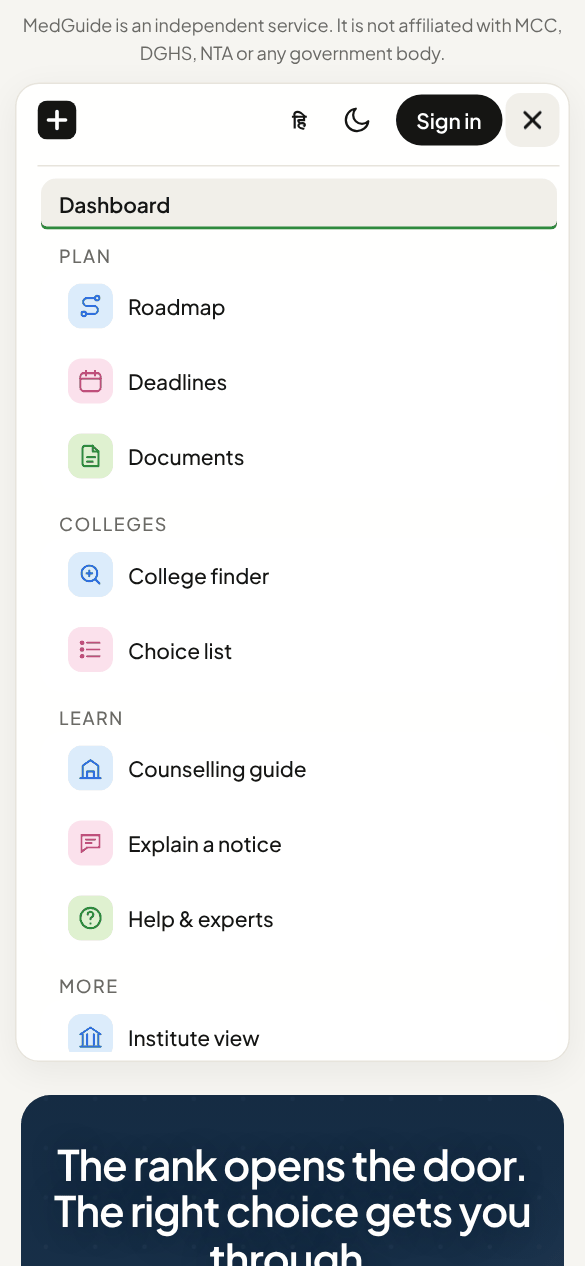 MedGuide is an independent service. It is not affiliated with MCC,
DGHS, NTA or any government body.
हि
Sign in
Dashboard
PLAN
Roadmap
Deadlines
Documents
COLLEGES
College finder
Choice list
LEARN
Counselling guide
Explain a notice
Help & experts
MORE
Institute view
The rank opens the door.
The right choice gets you
through.